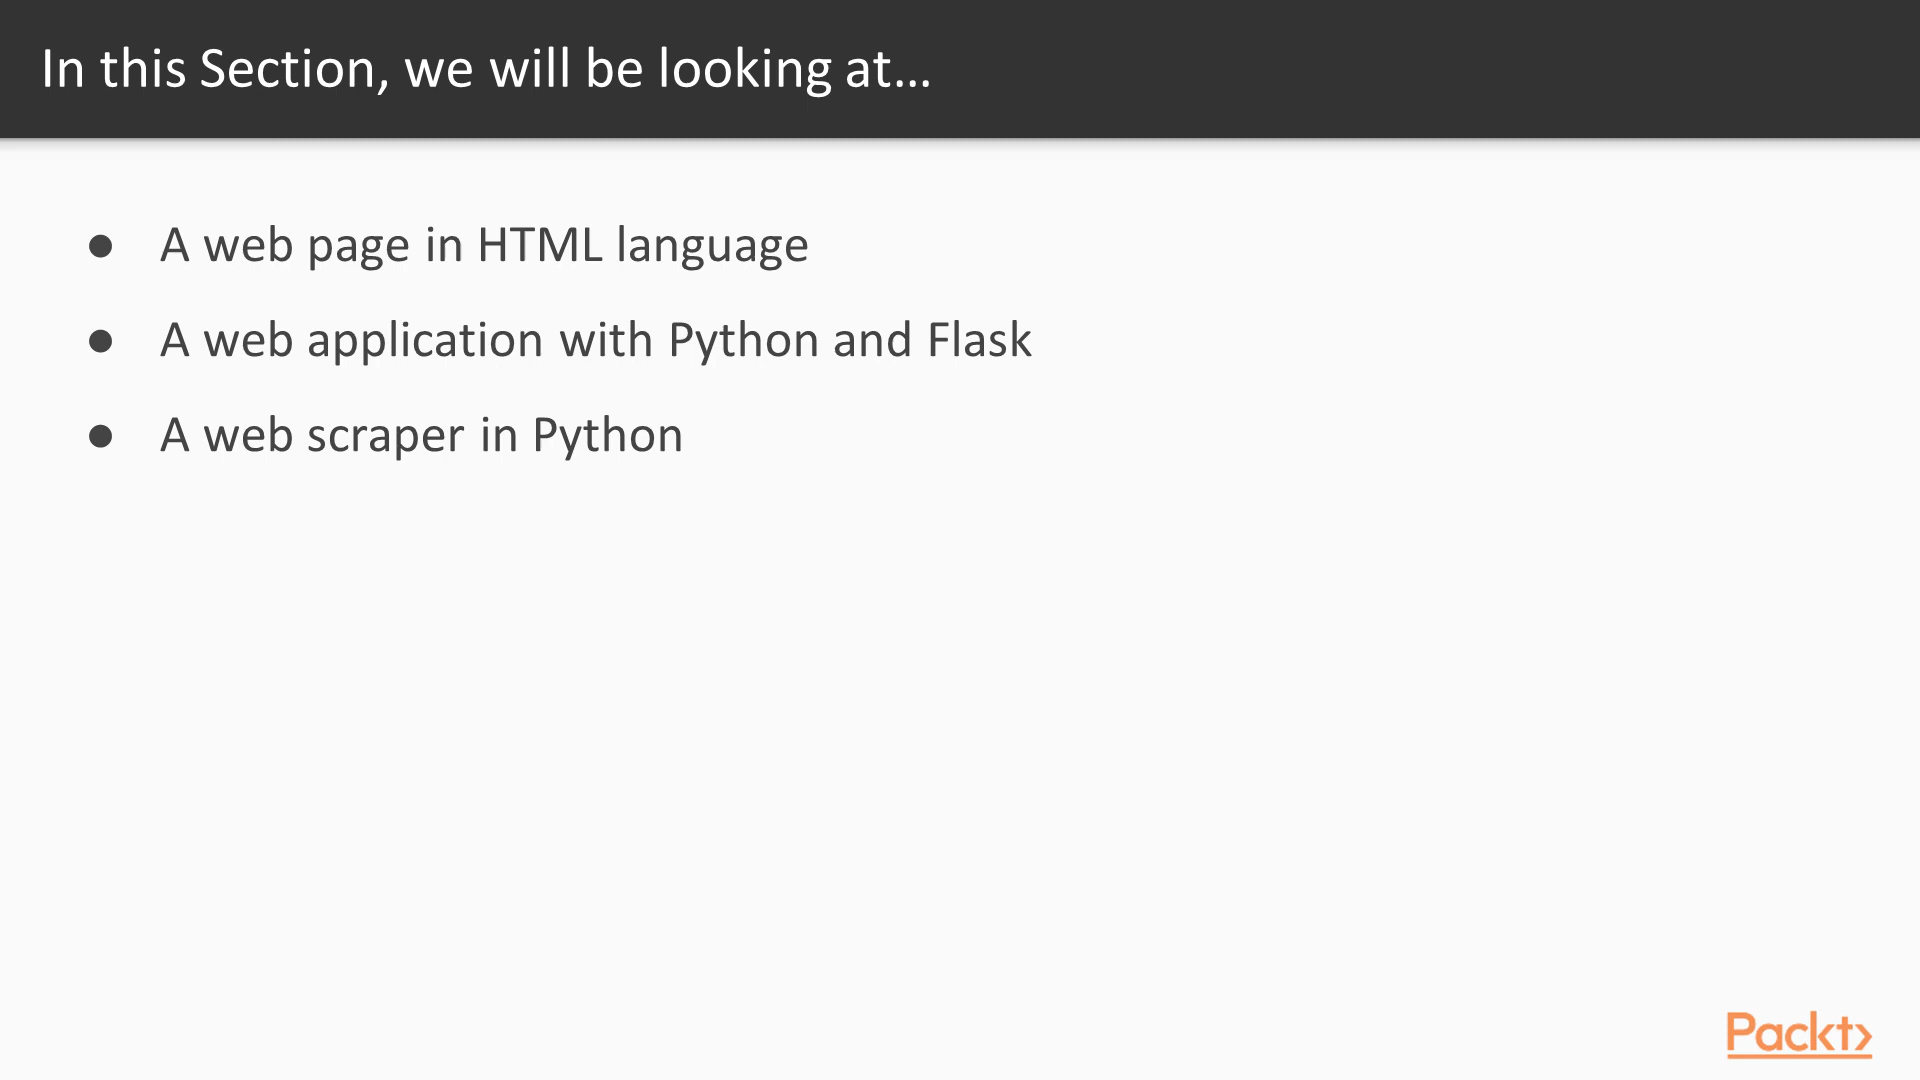 In this Section, we will be looking at…
● A web page in HTML language
● A web application with Python and Flask
● A web scraper in Python
Packt>